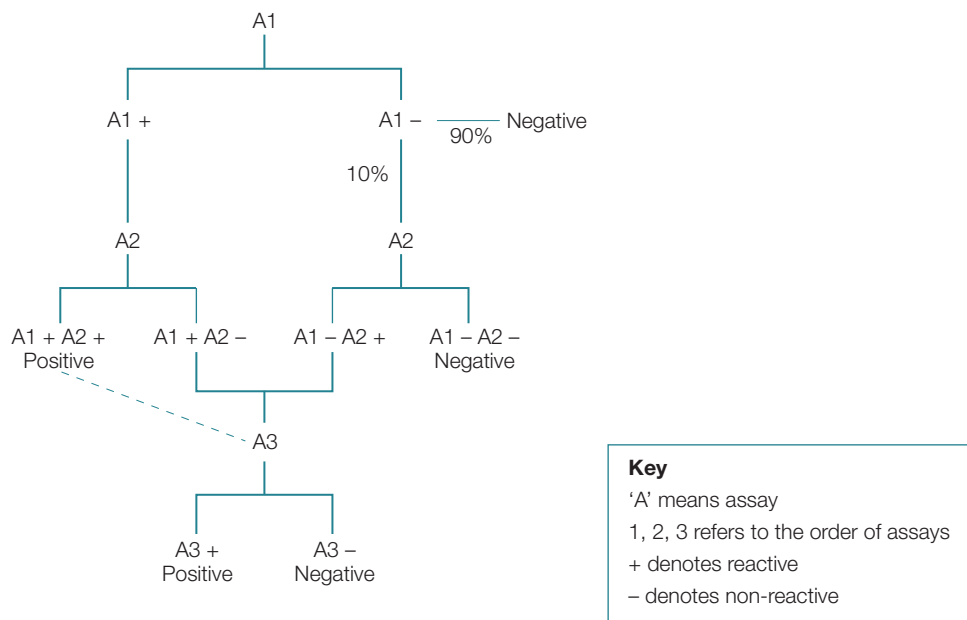 A1
A1 +
A1 –
90%
Negative
10%
A2
A2
A1 + A2 +
Positive
A1 + A2 –
A1 – A2 +
A1 – A2 –
Negative
A3
A3 +
Positive
A3 –
Negative
Key
‘A’ means assay
1, 2, 3 refers to the order of assays
+ denotes reactive
– denotes non-reactive